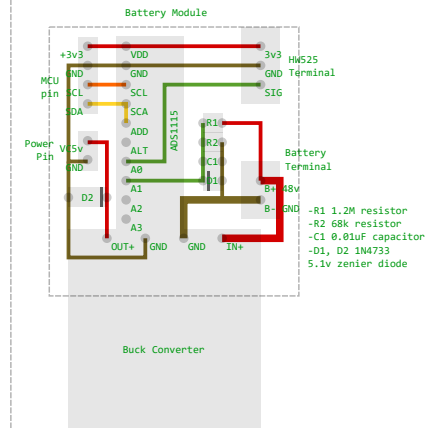 Battery Module
+3v3
VDD
3v3
GND
GND
GND
HW525
Terminal
MCU
pin
SCL
SCL
SIG
SDA
SCA
ADS1115
ADD
R1
Power
Pin
VC5v
ALT
R2
Battery
Terminal
GND
A0
C1
A1
D1
B+ 48v
D2
A2
B- GND
A3
-R1 1.2M resistor
-R2 68k resistor
-C1 0.01uF capacitor
-D1, D2 1N4733
5.1v zenier diode
OUT+
GND
GND
IN+
Buck Converter